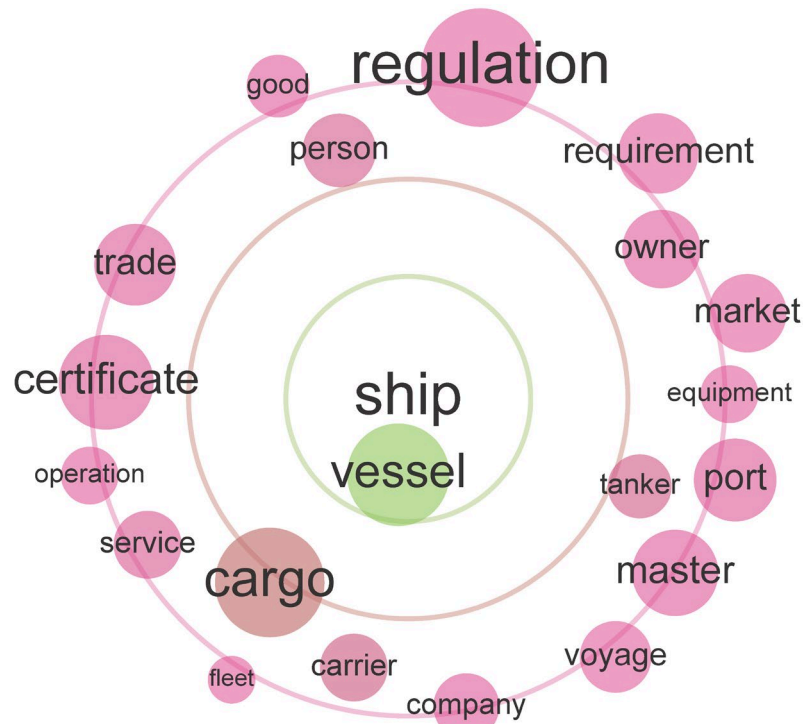 regulation
good
person
requirement
owner
trade
market
certificate
ship
equipment
vessel
operation
tanker
port
service
cargo
master
carrier
voyage
fleet
company